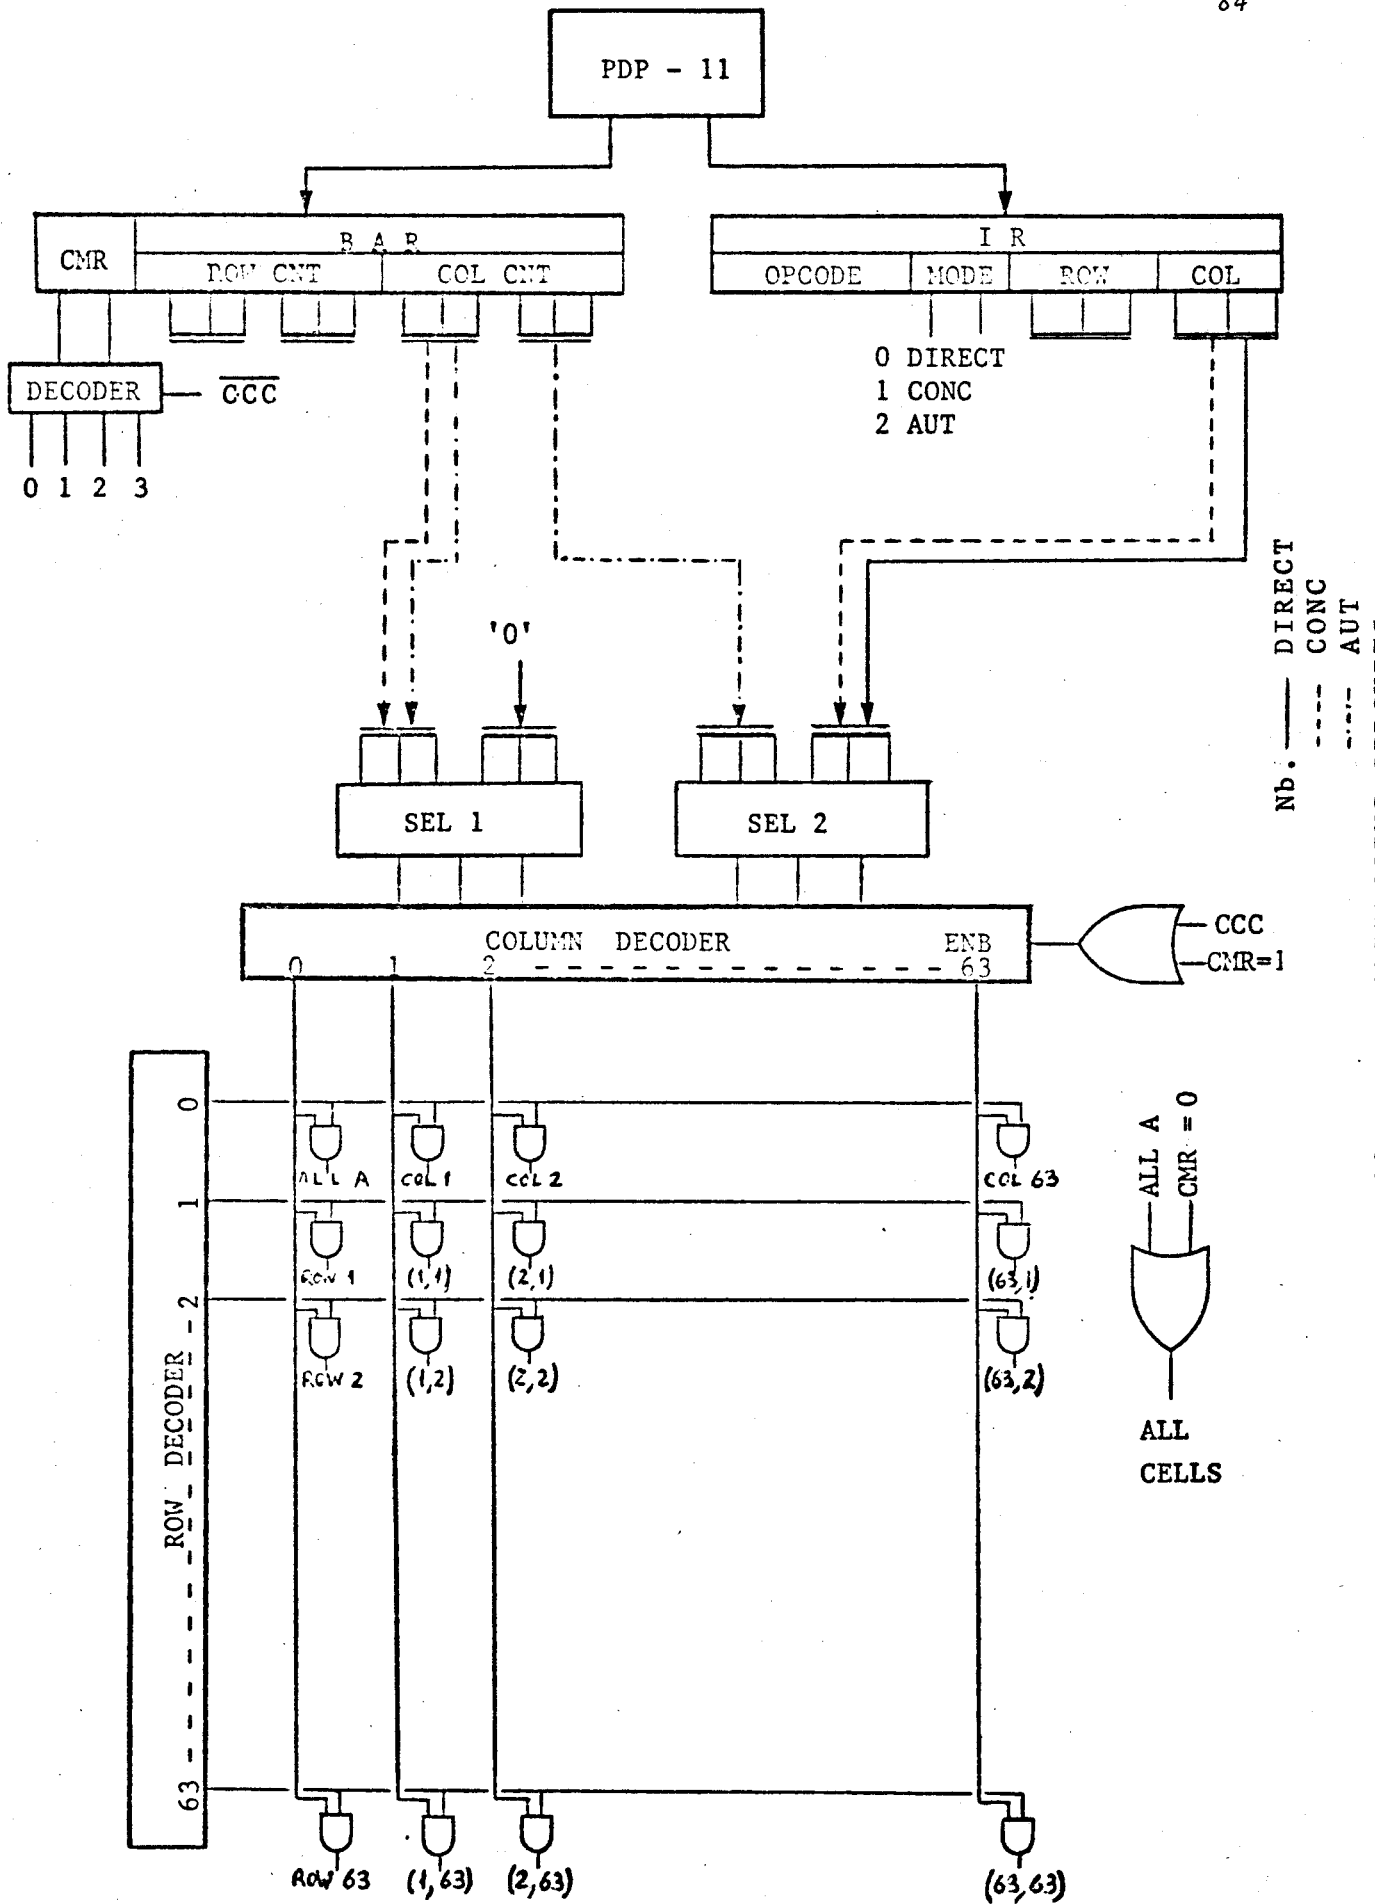 84
PDP - 11
B A R
I R
CMR
ROW CNT
COL CNT
OPCODE
MODE
ROW
COL
0 DIRECT
1 CONC
2 AUT
DECODER
CCC
0 1 2 3
'0'
Nb. —— DIRECT
---- CONC
-·-·- AUT
SEL 1
SEL 2
COLUMN DECODER
ENB
0 1 2 - - - - - - - - - - - - - 63
CCC
CMR=1
ROW DECODER
0
1
2
63
ALL A
COL 1
COL 2
COL 63
ROW 1
(1,1)
(2,1)
(63,1)
ROW 2
(1,2)
(2,2)
(63,2)
ROW 63
(1,63)
(2,63)
(63,63)
ALL A
CMR = 0
ALL
CELLS